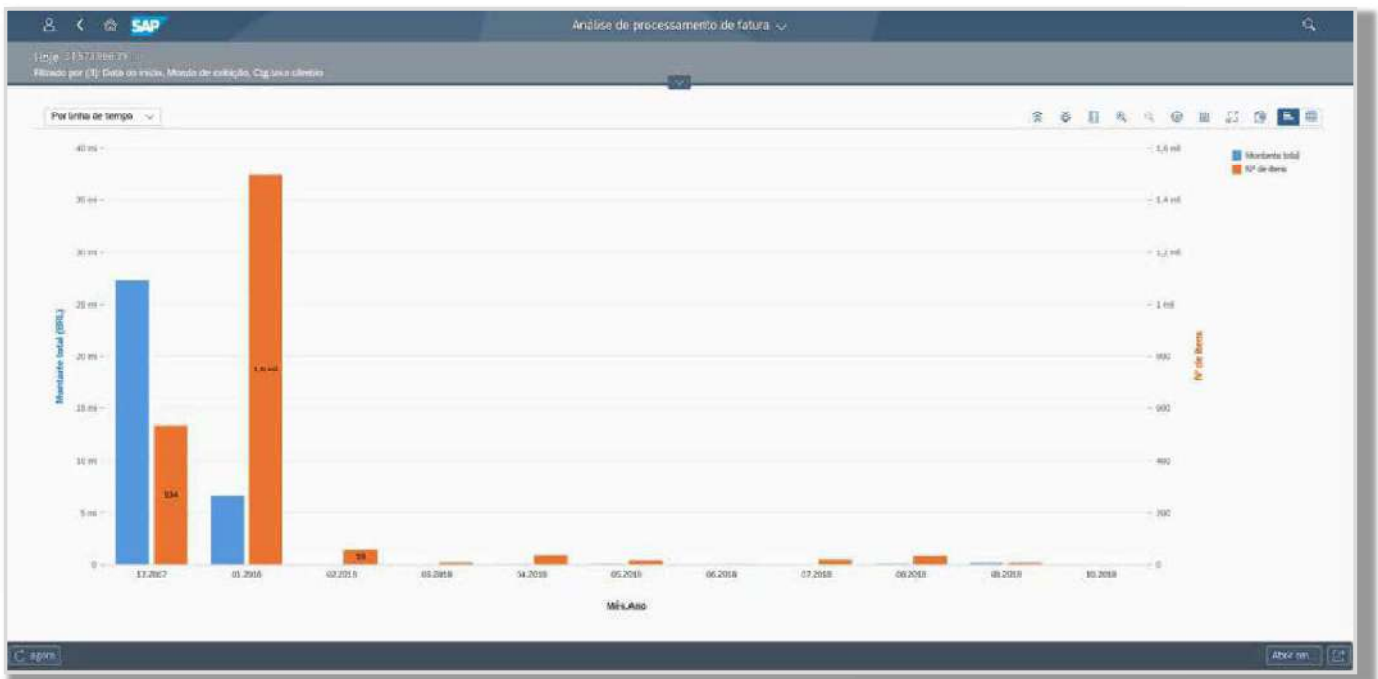 SAP
Análise de processamento de fatura
Filtrado por (3): Data de início, Moeda de exibição,
Por linha de tempo
40 mi
1,6 mil
Montante total
Nº de itens
35 mi
1,4 mil
30 mi
1,2 mil
25 mi
1 mil
20 mi
800
15 mi
600
10 mi
400
5 mi
200
0
0
Montante total (BRL)
Nº de itens
534
59
12.2017
01.2018
02.2018
03.2018
04.2018
05.2018
06.2018
07.2018
08.2018
09.2018
10.2018
Mês.Ano
agora
Abrir em...